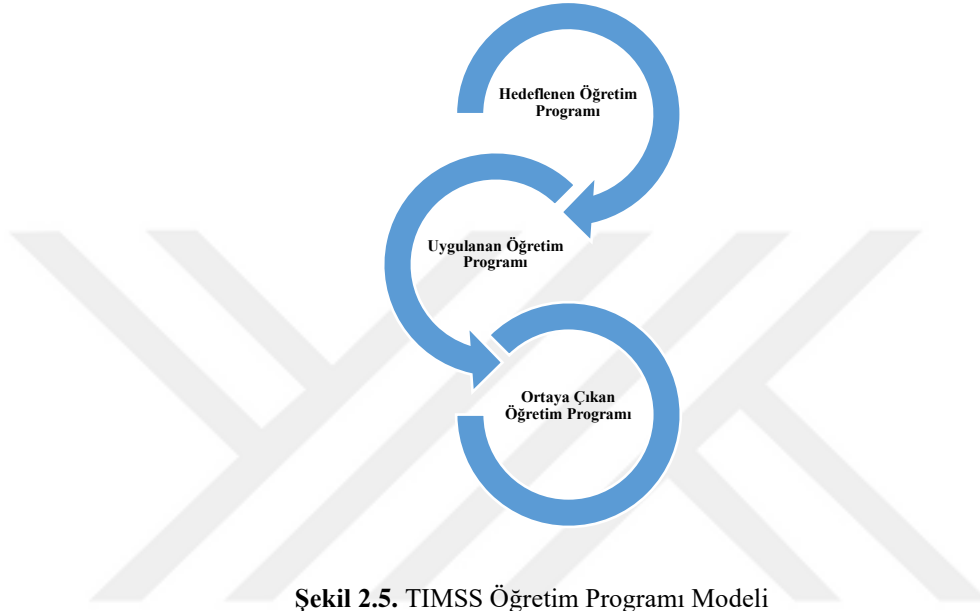 Hedeflenen Öğretim
Programı
Uygulanan Öğretim
Programı
Ortaya Çıkan
Öğretim Programı
Şekil 2.5. TIMSS Öğretim Programı Modeli